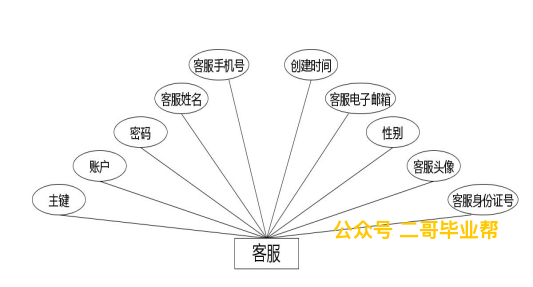 客服手机号
创建时间
客服姓名
客服电子邮箱
密码
性别
账户
客服头像
主键
客服身份证号
公众号 二哥毕业帮
客服